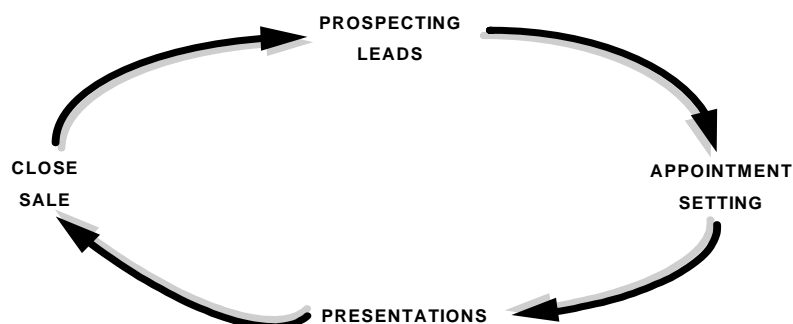 PROSPECTING
LEADS
APPOINTMENT
SETTING
PRESENTATIONS
CLOSE
SALE